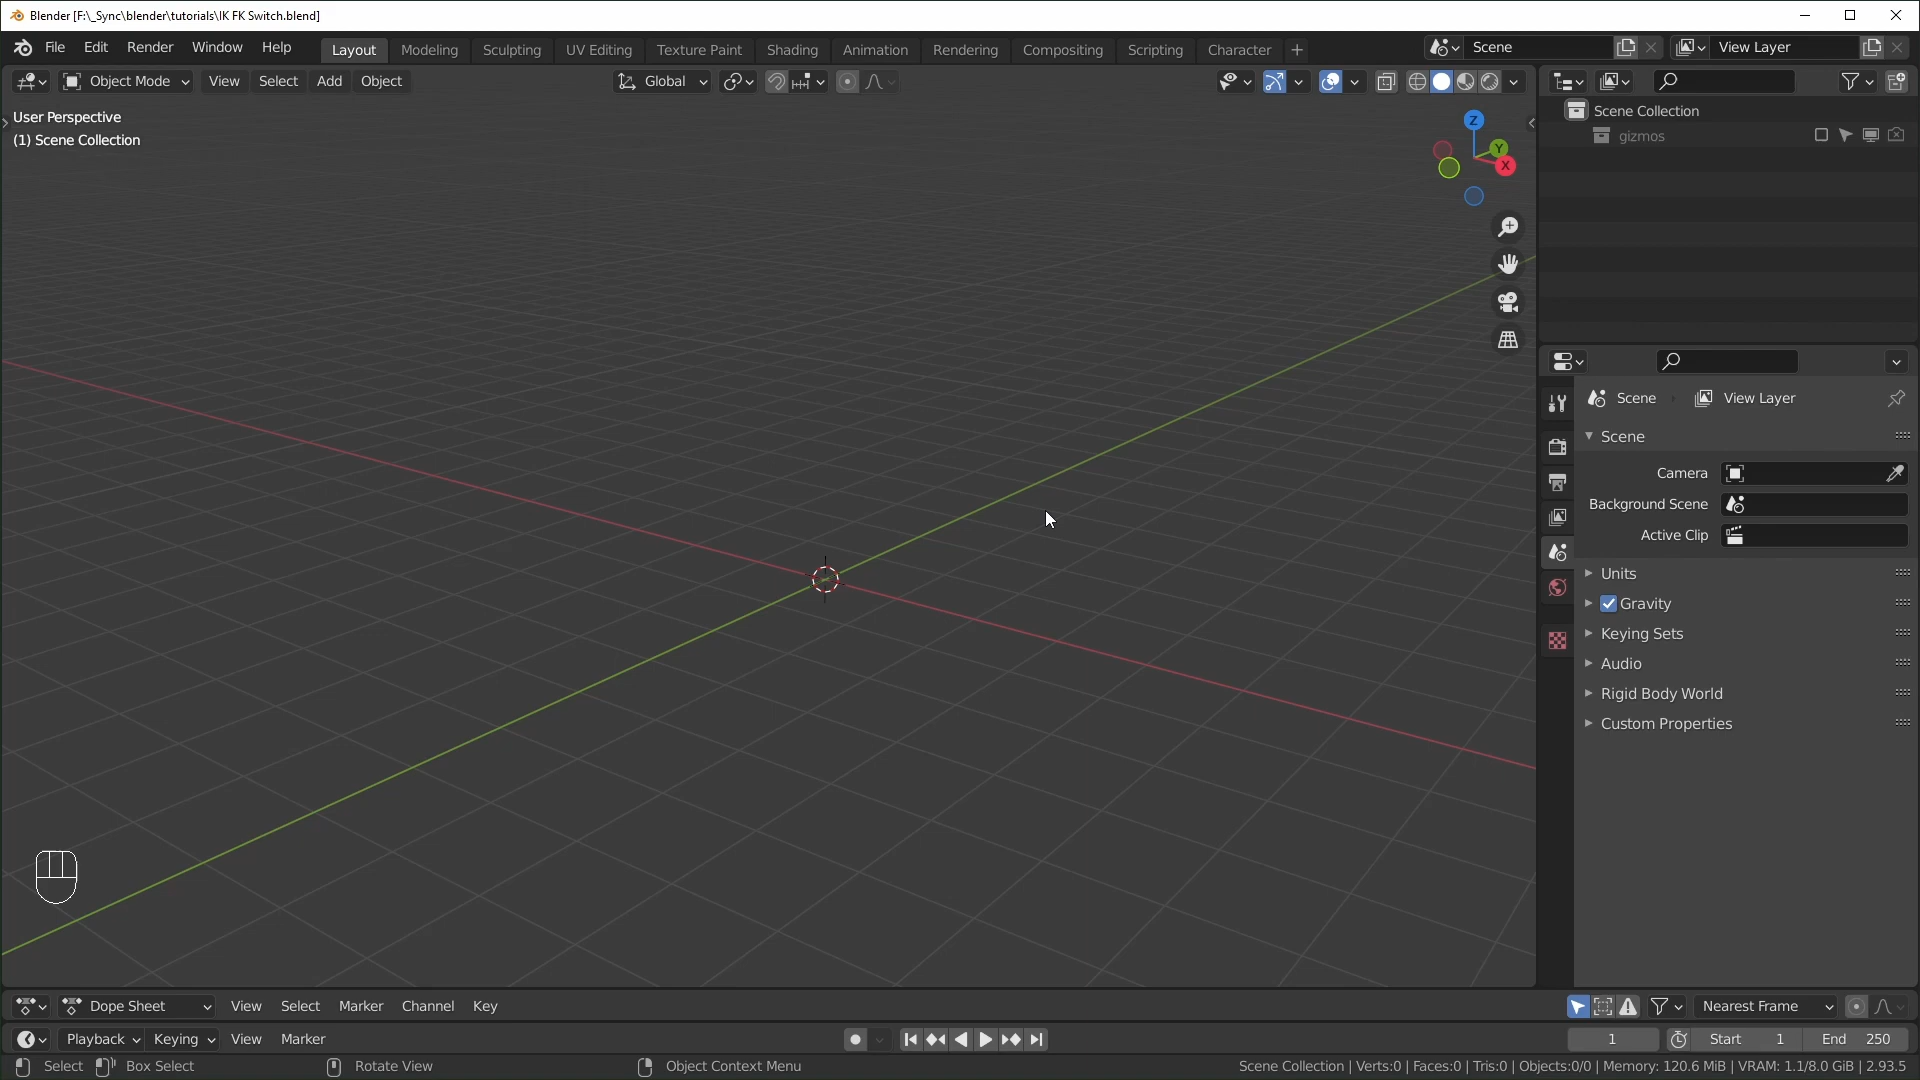 Blender [F:\_Sync\blender\tutorials\IK FK Switch.blend]
File Edit Render Window Help Layout Modeling Sculpting UV Editing Texture Paint Shading Animation Rendering Compositing Scripting Character + Scene View Layer
Object Mode View Select Add Object Global
User Perspective
(1) Scene Collection
Z
Y
X
Scene Collection
gizmos
Scene View Layer
Scene
Camera
Background Scene
Active Clip
Units
Gravity
Keying Sets
Audio
Rigid Body World
Custom Properties
Dope Sheet View Select Marker Channel Key Nearest Frame
Playback Keying View Marker 1 Start 1 End 250
Select Box Select Rotate View Object Context Menu Scene Collection | Verts:0 | Faces:0 | Tris:0 | Objects:0/0 | Memory: 120.6 MiB | VRAM: 1.1/8.0 GiB | 2.93.5